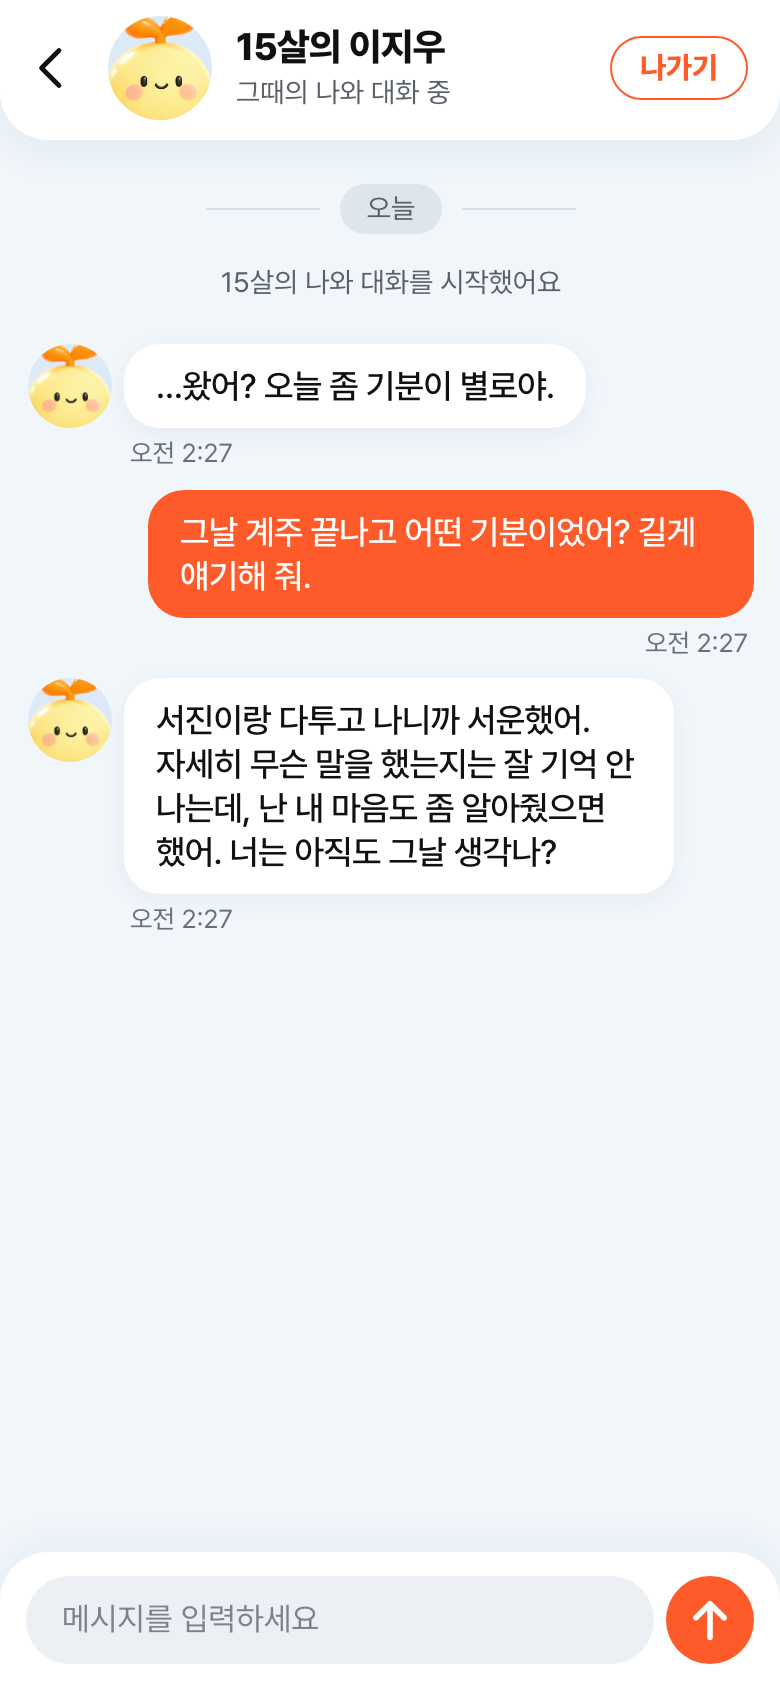 15살의 이지우
그때의 나와 대화 중
나가기
오늘
15살의 나와 대화를 시작했어요
...왔어? 오늘 좀 기분이 별로야.
오전 2:27
그날 계주 끝나고 어떤 기분이었어? 길게
얘기해 줘.
오전 2:27
서진이랑 다투고 나니까 서운했어.
자세히 무슨 말을 했는지는 잘 기억 안
나는데, 난 내 마음도 좀 알아줬으면
했어. 너는 아직도 그날 생각나?
오전 2:27
메시지를 입력하세요